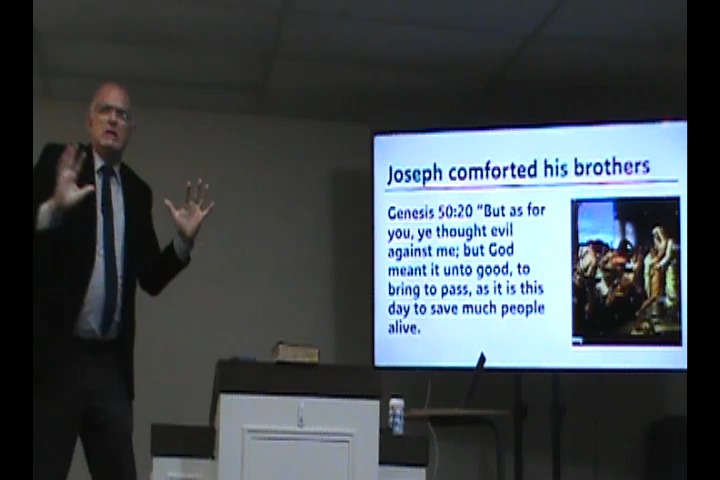 Joseph comforted his brothers
Genesis 50:20 "But as for
you, ye thought evil
against me; but God
meant it unto good, to
bring to pass, as it is this
day to save much people
alive.